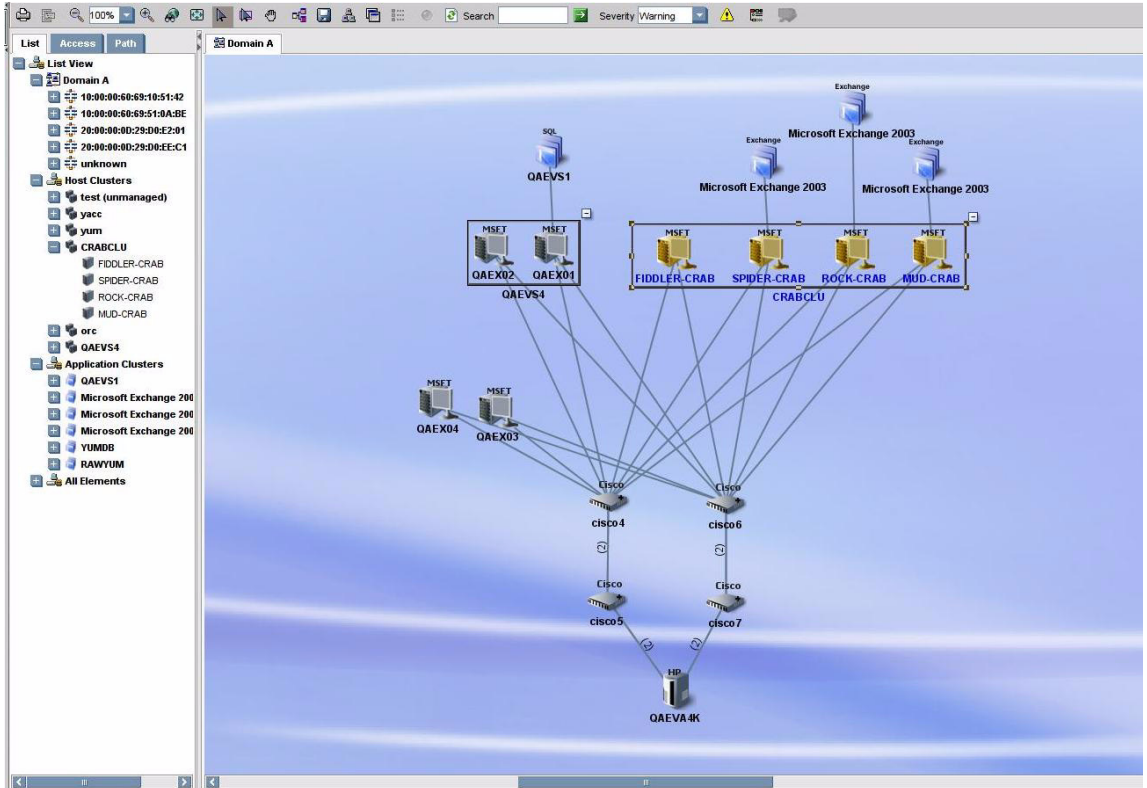 100%
Search
Severity
Warning
List
Access
Path
List View
Domain A
10:00:00:60:69:10:51:42
10:00:00:60:69:51:0A:BE
20:00:00:0D:29:D0:E2:01
20:00:00:0D:29:D0:EE:C1
unknown
Host Clusters
test (unmanaged)
yacc
yum
CRABCLU
FIDDLER-CRAB
SPIDER-CRAB
ROCK-CRAB
MUD-CRAB
orc
QAEVS4
Application Clusters
QAEVS1
Microsoft Exchange 200
Microsoft Exchange 200
Microsoft Exchange 200
YUMDB
RAWYUM
All Elements
Domain A
Exchange
Microsoft Exchange 2003
SQL
QAEVS1
Exchange
Microsoft Exchange 2003
Exchange
Microsoft Exchange 2003
MSFT
QAEX02
MSFT
QAEX01
QAEVS4
MSFT
FIDDLER-CRAB
MSFT
SPIDER-CRAB
MSFT
ROCK-CRAB
MSFT
MUD-CRAB
CRABCLU
MSFT
QAEX04
MSFT
QAEX03
Cisco
cisco4
Cisco
cisco6
(2)
(2)
Cisco
cisco5
Cisco
cisco7
(2)
(2)
HP
QAEVA4K